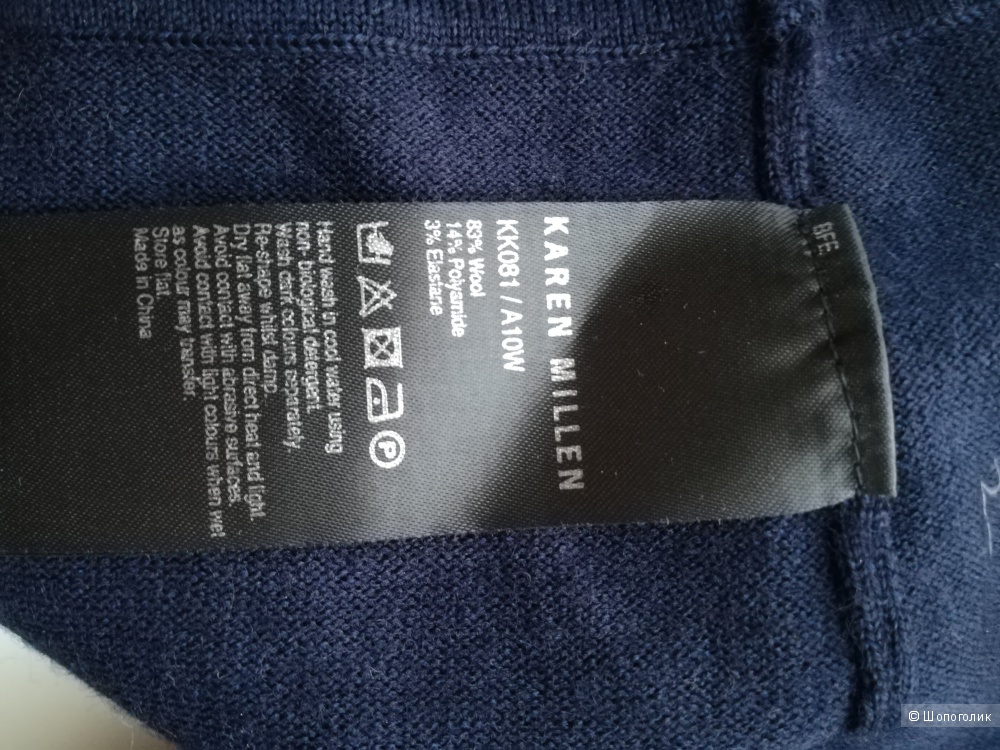 BFE
KAREN MILLEN
KK081 / A10W
83% Wool
14% Polyamide
3% Elastane
P
Hand wash in cool water using
non-biological detergent.
Wash dark colours separately.
Re-shape whilst damp.
Dry flat away from direct heat and light.
Avoid contact with abrasive surfaces.
Avoid contact with light colours when wet
as colour may transfer.
Store flat.
Made in China
© Шопоголик